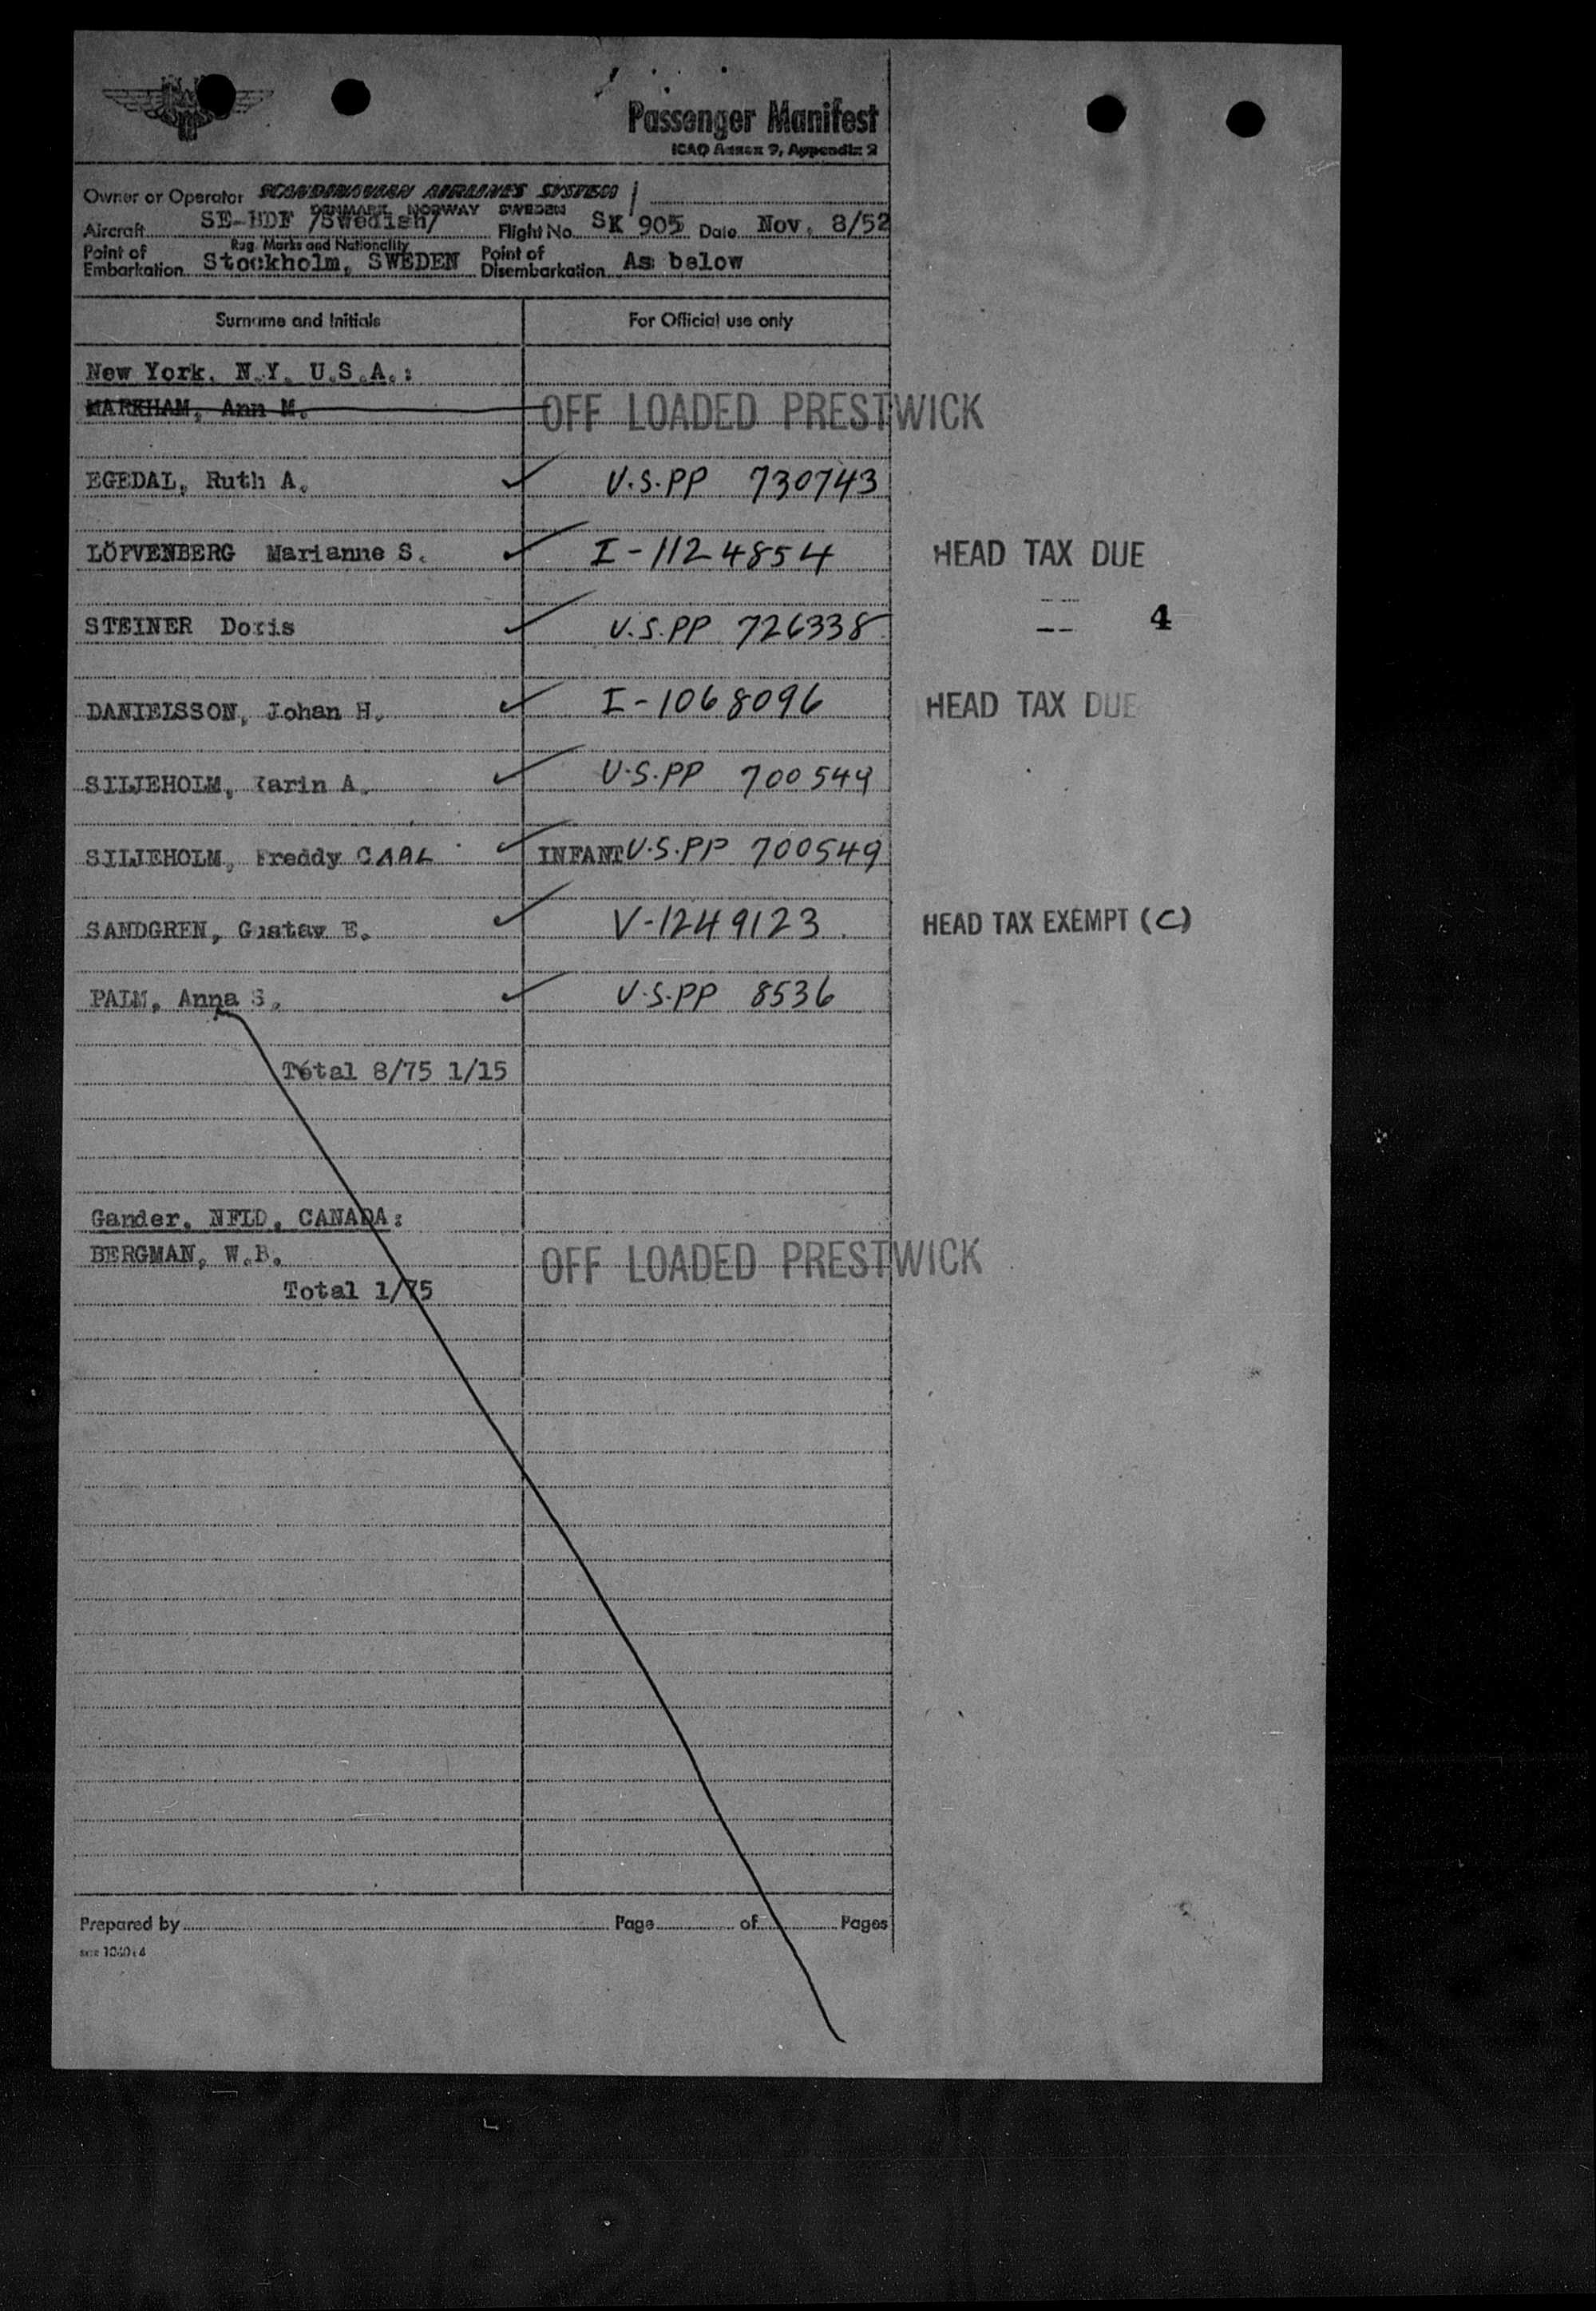 Passenger Manifest
ICAO Annex 9, Appendix 2
Owner or Operator SCANDINAVIAN AIRLINES SYSTEM
DENMARK NORWAY SWEDEN
Aircraft SE-BDF /Swedish/ Flight No. SK 905 Date Nov. 8/52
Reg. Marks and Nationality
Point of Embarkation Stockholm, SWEDEN Point of Disembarkation As below
Surname and Initials For Official use only
New York, N.Y. U.S.A.:
MARKHAM, Ann M. OFF LOADED PRESTWICK
EGEDAL, Ruth A. U.S.PP 730743
LÖFVENBERG Marianne S. I-1124854 HEAD TAX DUE
STEINER Doris U.S.PP 726338 4
DANIELSSON, Johan H. I-1068096 HEAD TAX DUE
SILJEHOLM, Karin A. U.S.PP 700549
SILJEHOLM, Freddy CARL INFANT U.S.PP 700549
SANDGREN, Gustav E. V-1249123 HEAD TAX EXEMPT (C)
PALM, Anna S. U.S.PP 8536
Total 8/75 1/15
Gander, NFLD, CANADA:
BERGMAN, W.B. OFF LOADED PRESTWICK
Total 1/75
Prepared by Page of Pages